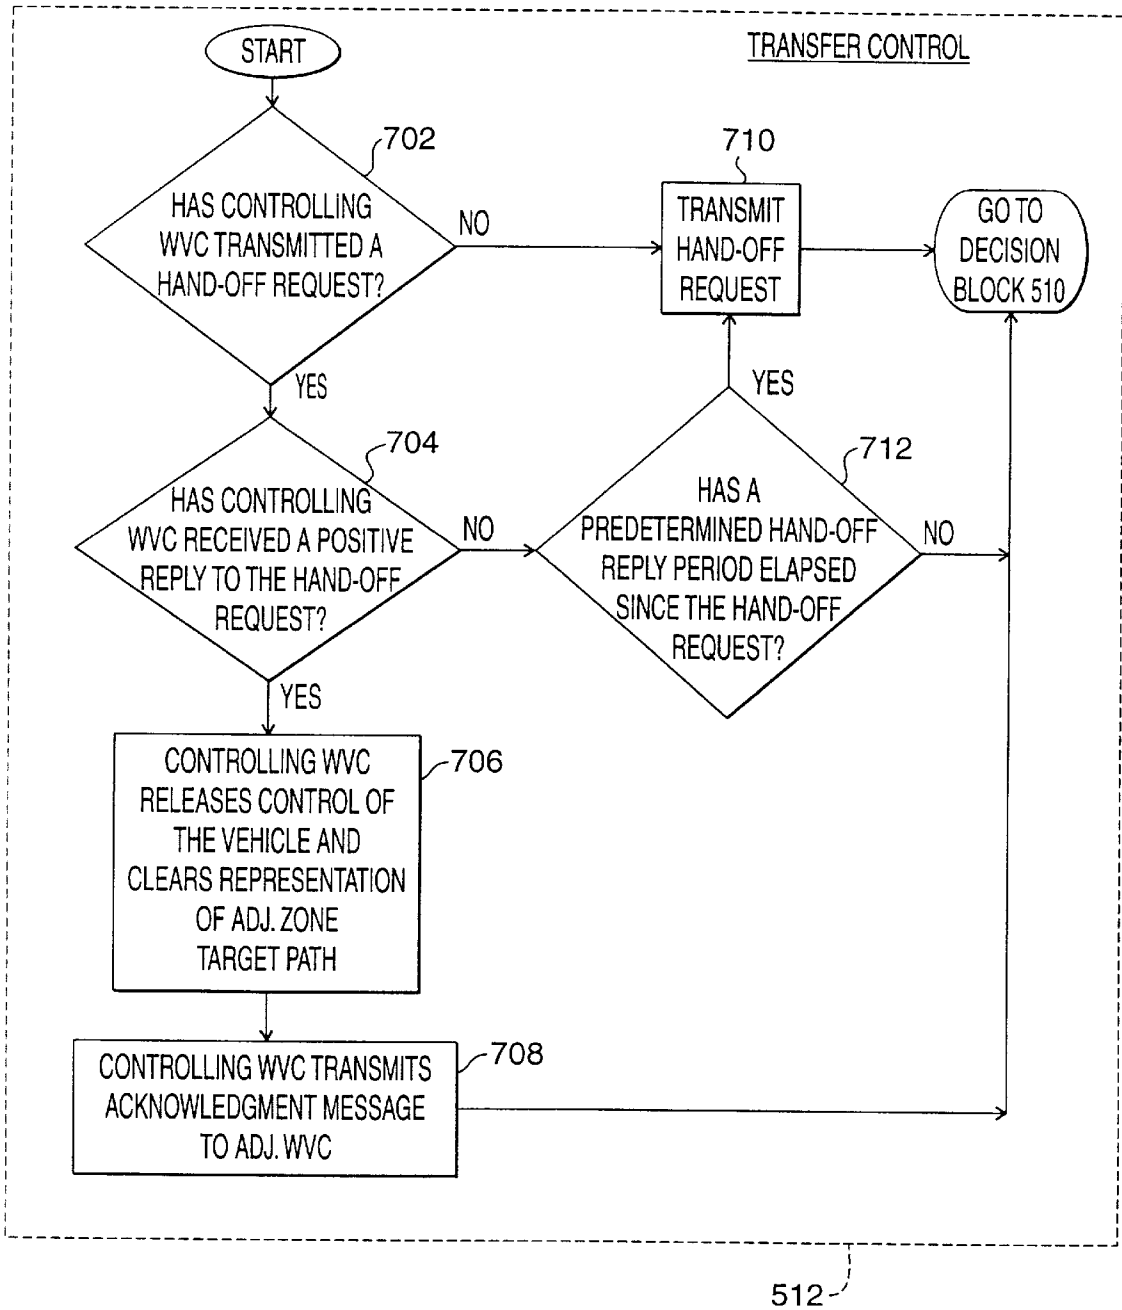 START
TRANSFER CONTROL
702
HAS CONTROLLING
WVC TRANSMITTED A
HAND-OFF REQUEST?
NO
YES
710
TRANSMIT
HAND-OFF
REQUEST
GO TO
DECISION
BLOCK 510
704
HAS CONTROLLING
WVC RECEIVED A POSITIVE
REPLY TO THE HAND-OFF
REQUEST?
NO
YES
YES
712
HAS A
PREDETERMINED HAND-OFF
REPLY PERIOD ELAPSED
SINCE THE HAND-OFF
REQUEST?
NO
706
CONTROLLING WVC
RELEASES CONTROL OF
THE VEHICLE AND
CLEARS REPRESENTATION
OF ADJ. ZONE
TARGET PATH
708
CONTROLLING WVC TRANSMITS
ACKNOWLEDGMENT MESSAGE
TO ADJ. WVC
512